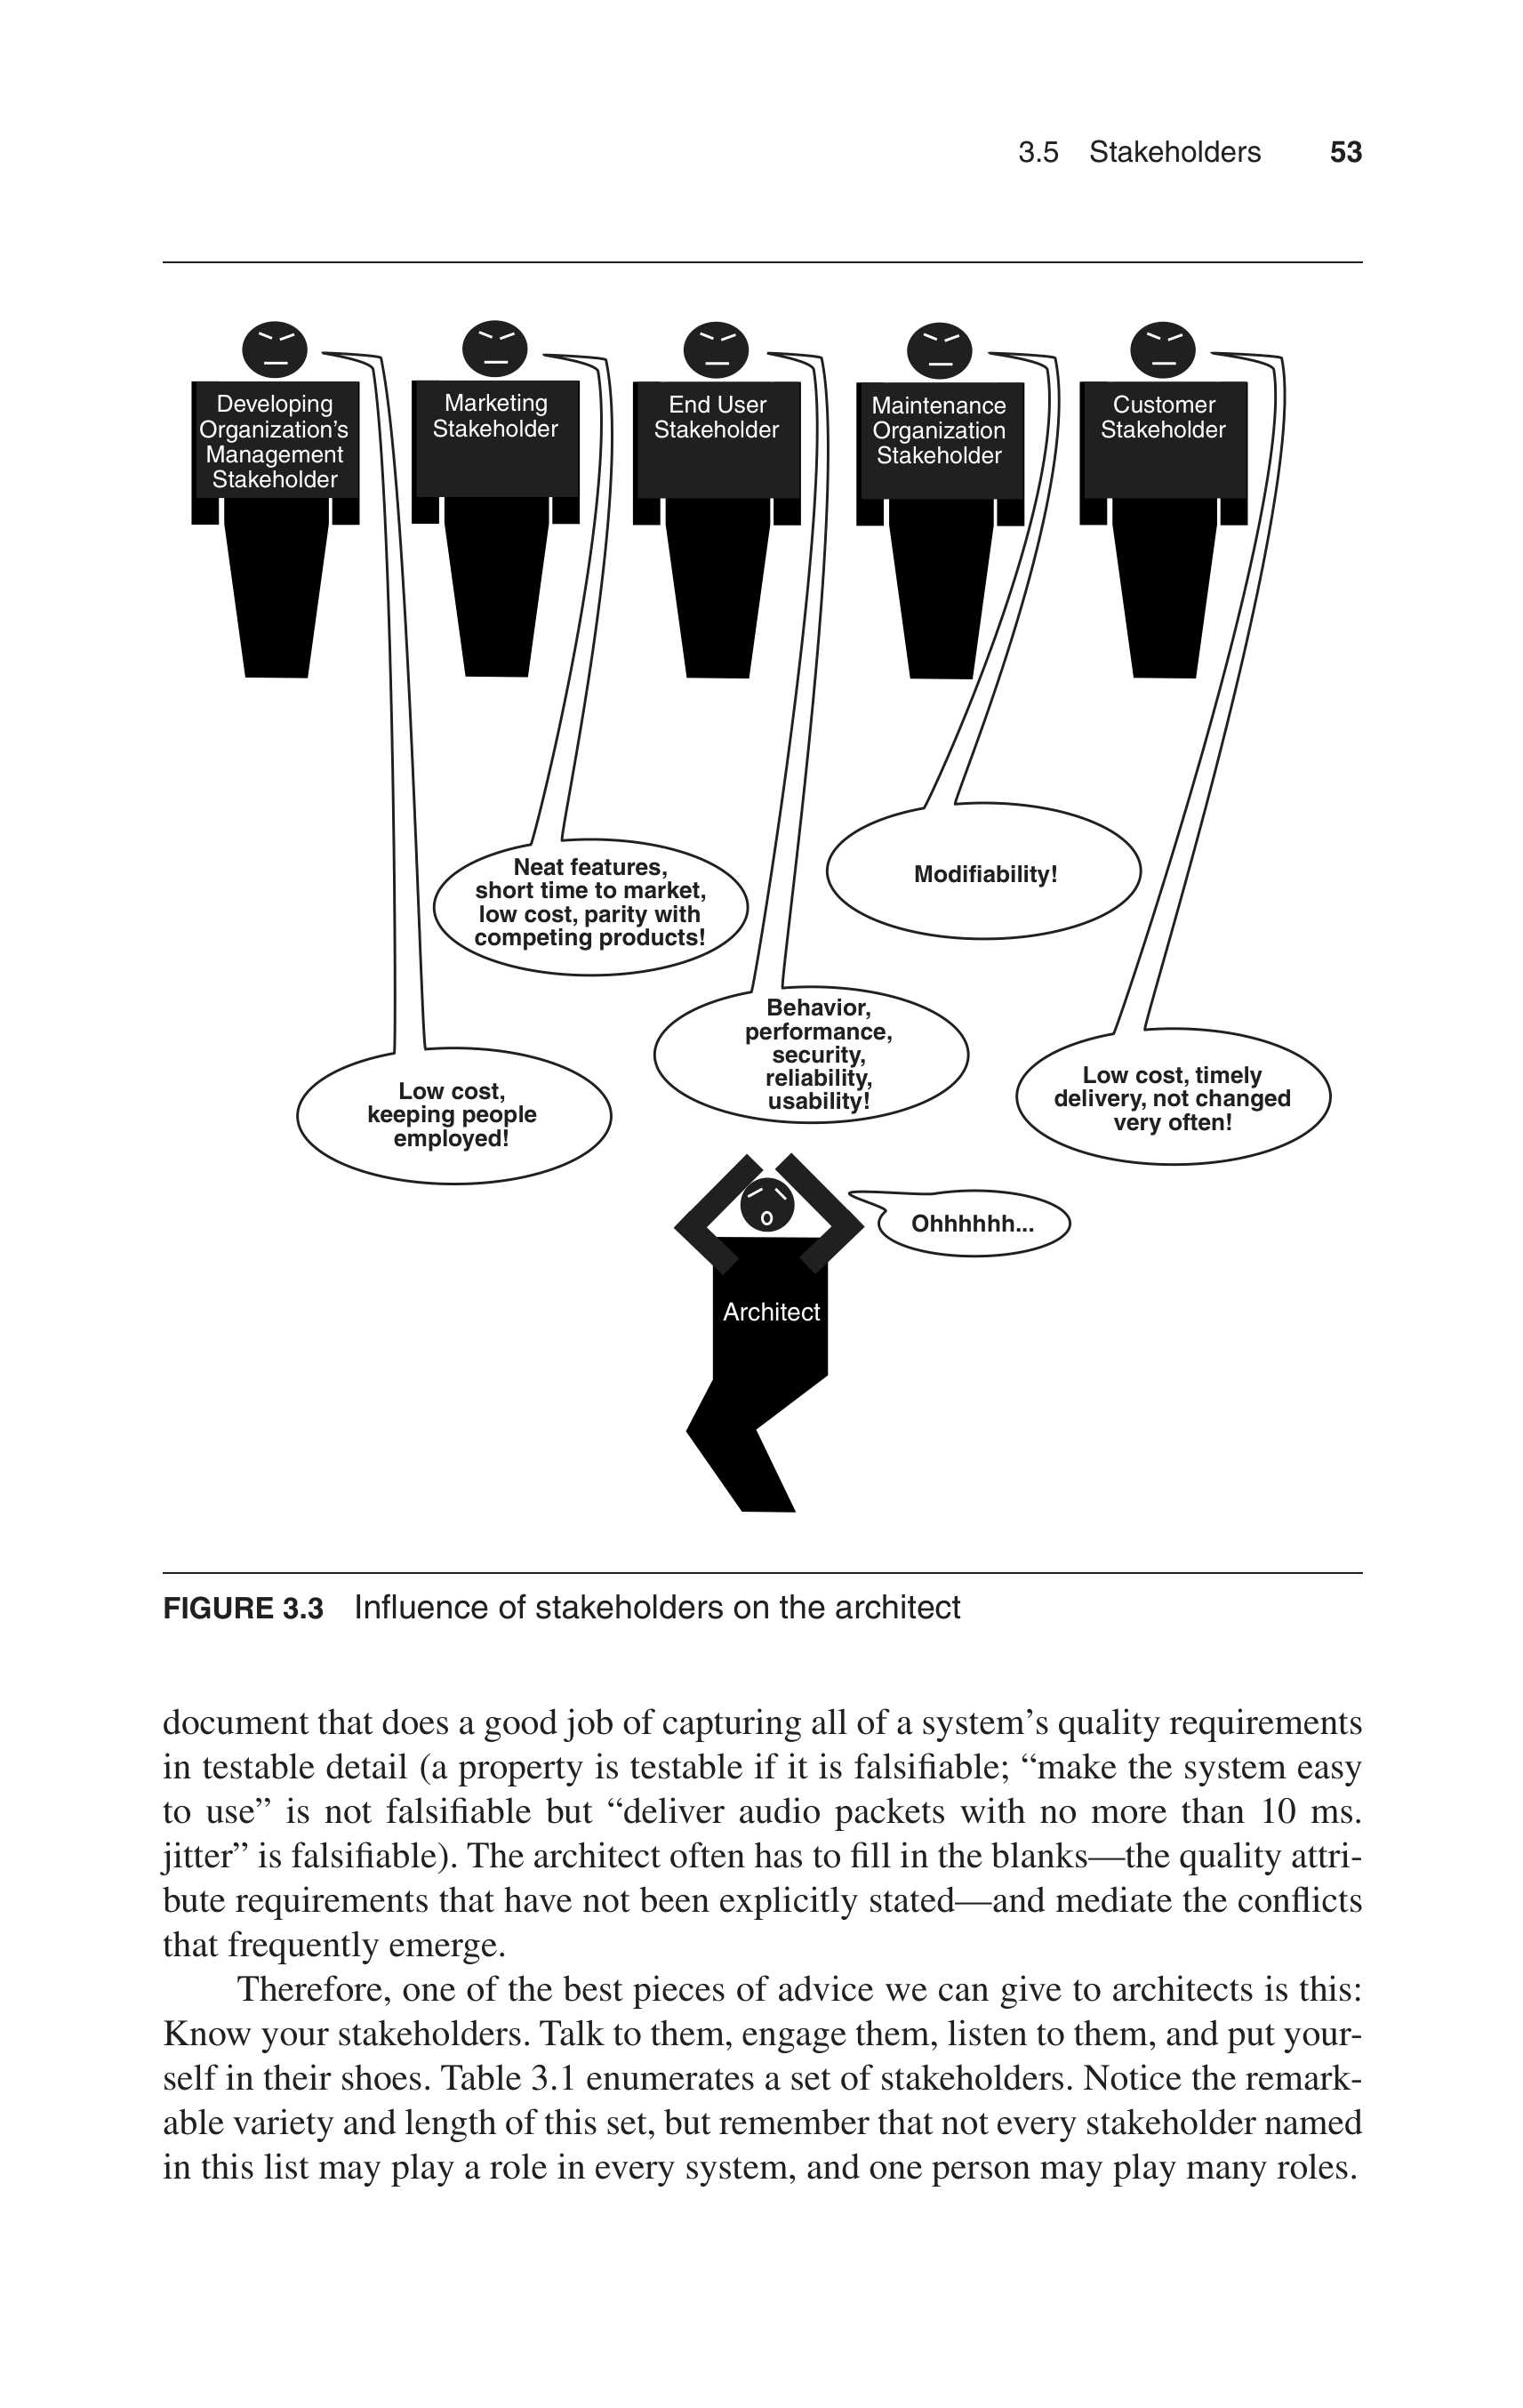 3.5 Stakeholders 53
Developing
Organization's
Management
Stakeholder
Marketing
Stakeholder
End User
Stakeholder
Maintenance
Organization
Stakeholder
Customer
Stakeholder
Neat features,
short time to market,
low cost, parity with
competing products!
Modifiability!
Behavior,
performance,
security,
reliability,
usability!
Low cost,
keeping people
employed!
Low cost, timely
delivery, not changed
very often!
Ohhhhhh...
Architect
FIGURE 3.3 Influence of stakeholders on the architect
document that does a good job of capturing all of a system’s quality requirements
in testable detail (a property is testable if it is falsifiable; “make the system easy
to use” is not falsifiable but “deliver audio packets with no more than 10 ms.
jitter” is falsifiable). The architect often has to fill in the blanks—the quality attri-
bute requirements that have not been explicitly stated—and mediate the conflicts
that frequently emerge.
Therefore, one of the best pieces of advice we can give to architects is this:
Know your stakeholders. Talk to them, engage them, listen to them, and put your-
self in their shoes. Table 3.1 enumerates a set of stakeholders. Notice the remark-
able variety and length of this set, but remember that not every stakeholder named
in this list may play a role in every system, and one person may play many roles.